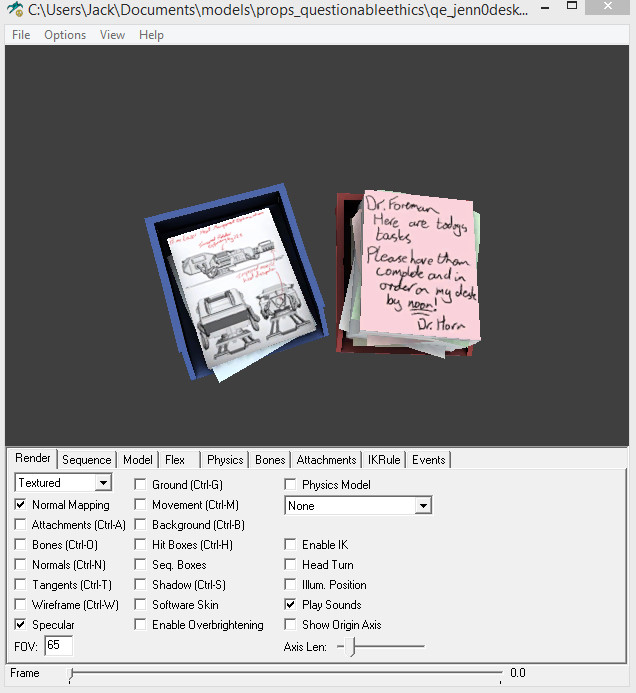 C:\Users\Jack\Documents\models\props_questionableethics\qe_jenn0desk...
File Options View Help
Dr. Foreman
Here are todays
tasks
Please have them
complete and in
order on my desk
by noon!
Dr. Horn
Render Sequence Model Flex Physics Bones Attachments IKRule Events
Textured Ground (Ctrl-G) Physics Model
Normal Mapping Movement (Ctrl-M) None
Attachments (Ctrl-A) Background (Ctrl-B)
Bones (Ctrl-O) Hit Boxes (Ctrl-H) Enable IK
Normals (Ctrl-N) Seq. Boxes Head Turn
Tangents (Ctrl-T) Shadow (Ctrl-S) Illum. Position
Wireframe (Ctrl-W) Software Skin Play Sounds
Specular Enable Overbrightening Show Origin Axis
FOV: 65 Axis Len:
Frame 0.0